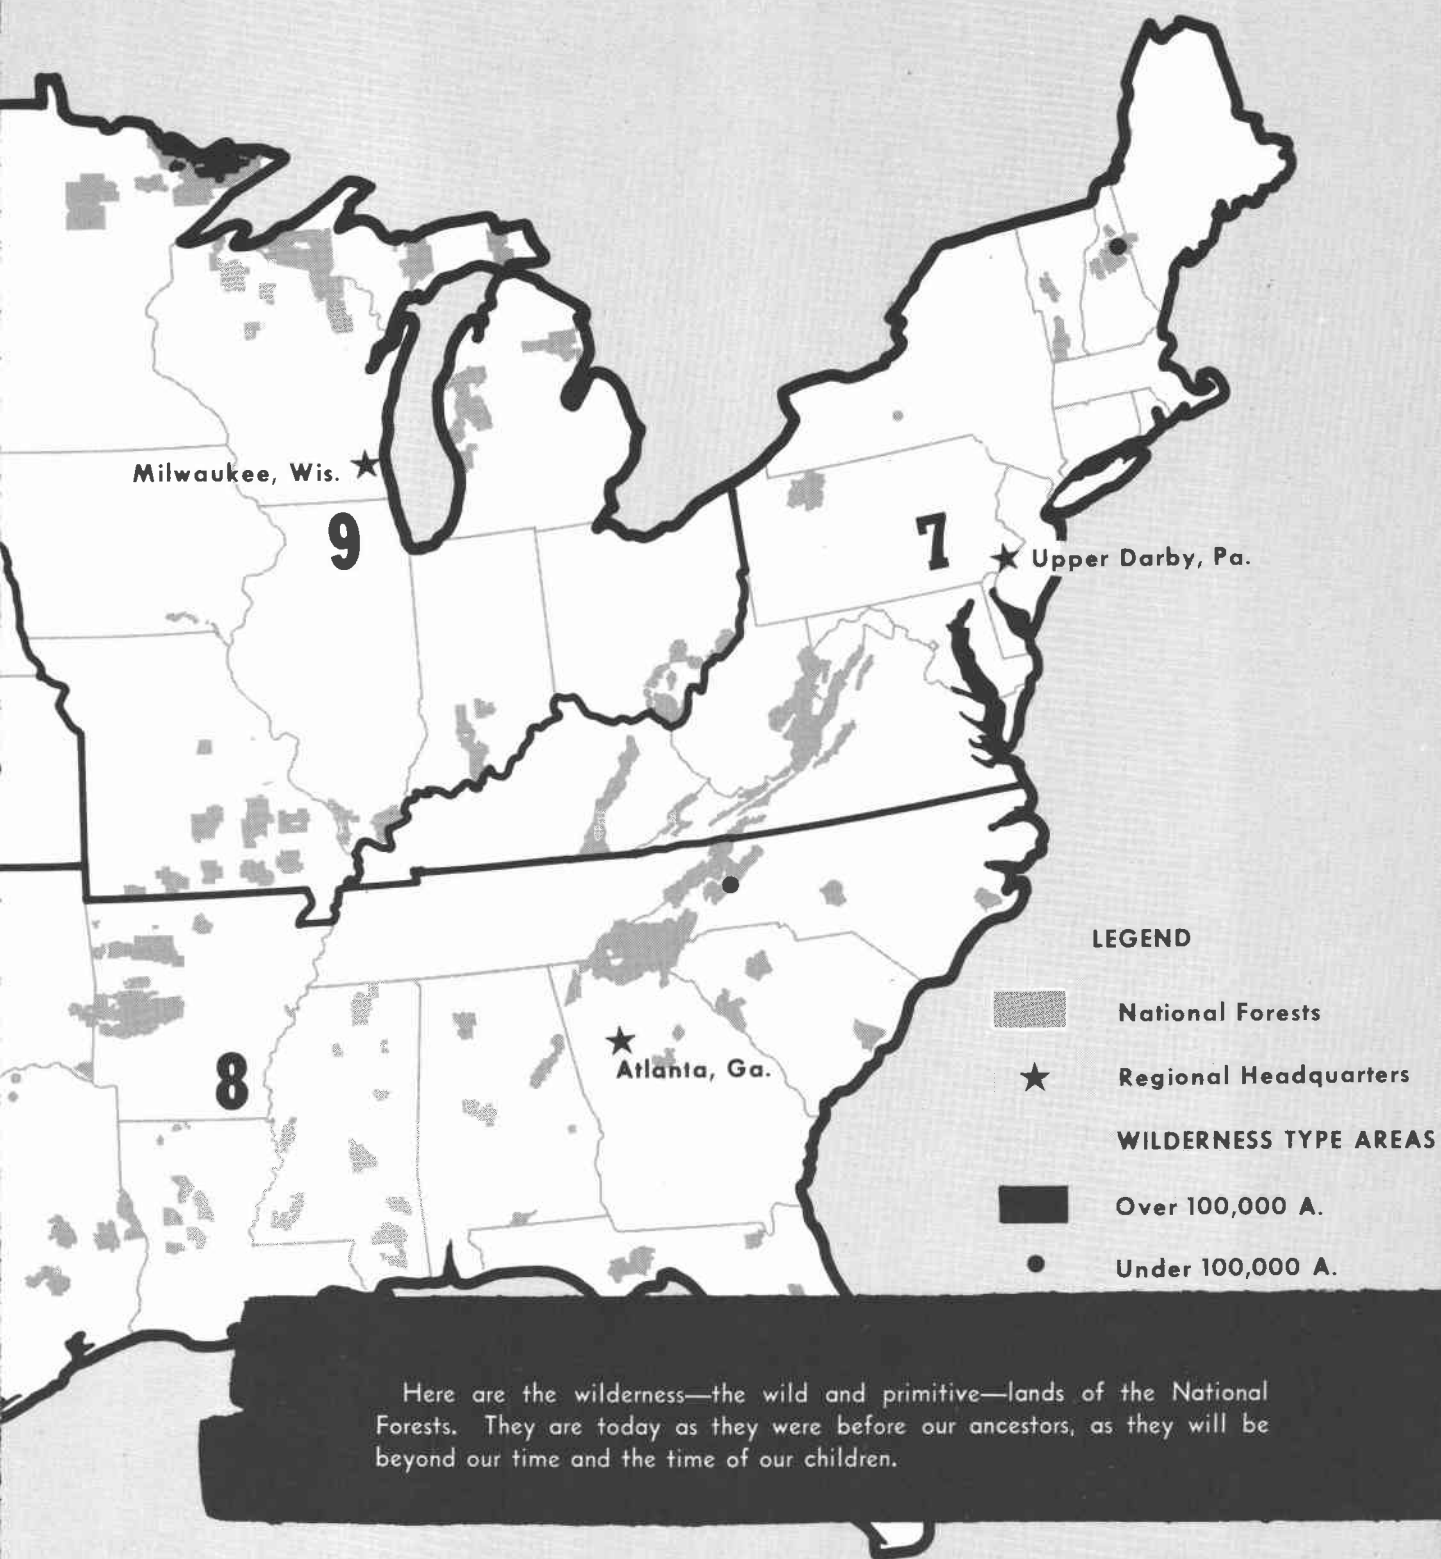 Milwaukee, Wis.
9
7
Upper Darby, Pa.
8
Atlanta, Ga.
LEGEND
National Forests
Regional Headquarters
WILDERNESS TYPE AREAS
Over 100,000 A.
Under 100,000 A.
Here are the wilderness—the wild and primitive—lands of the National
Forests. They are today as they were before our ancestors, as they will be
beyond our time and the time of our children.